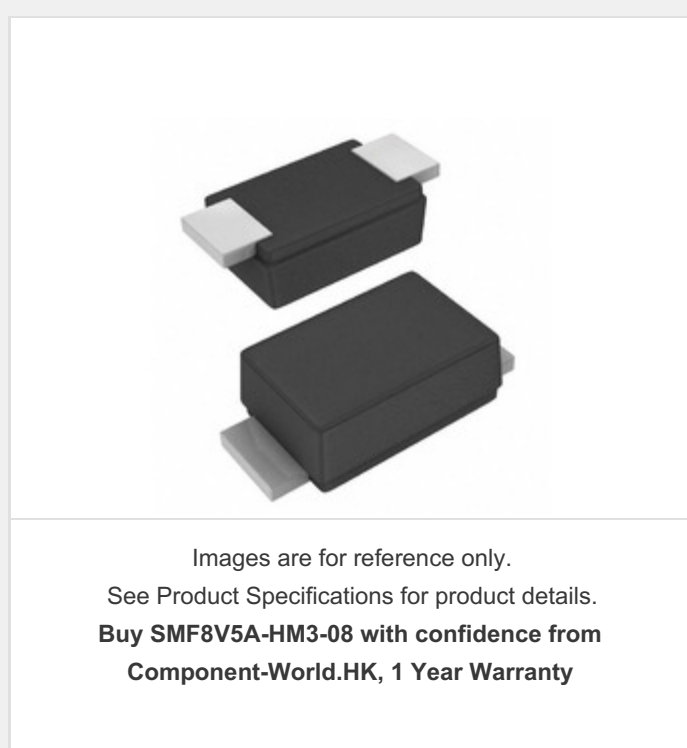 Images are for reference only.
See Product Specifications for product details.
Buy SMF8V5A-HM3-08 with confidence from
Component-World.HK, 1 Year Warranty